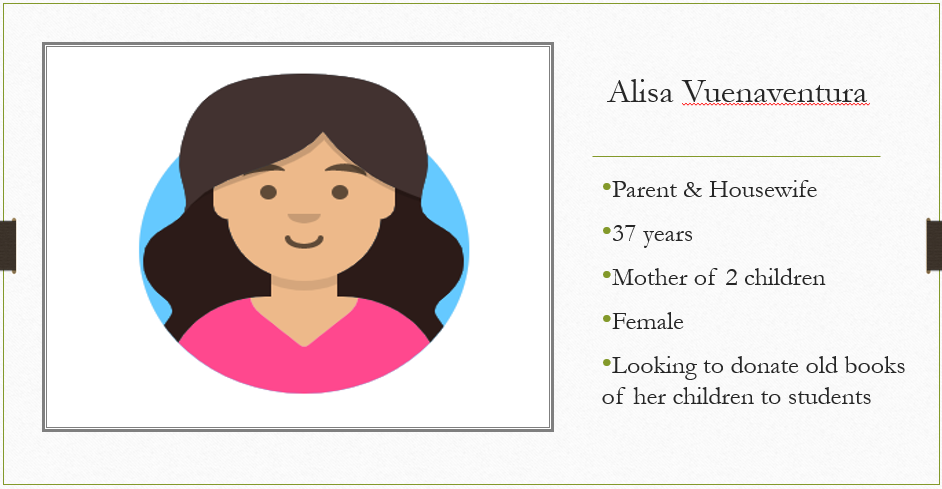 Alisa Vuenaventura
•Parent & Housewife
•37 years
•Mother of 2 children
•Female
•Looking to donate old books
of her children to students